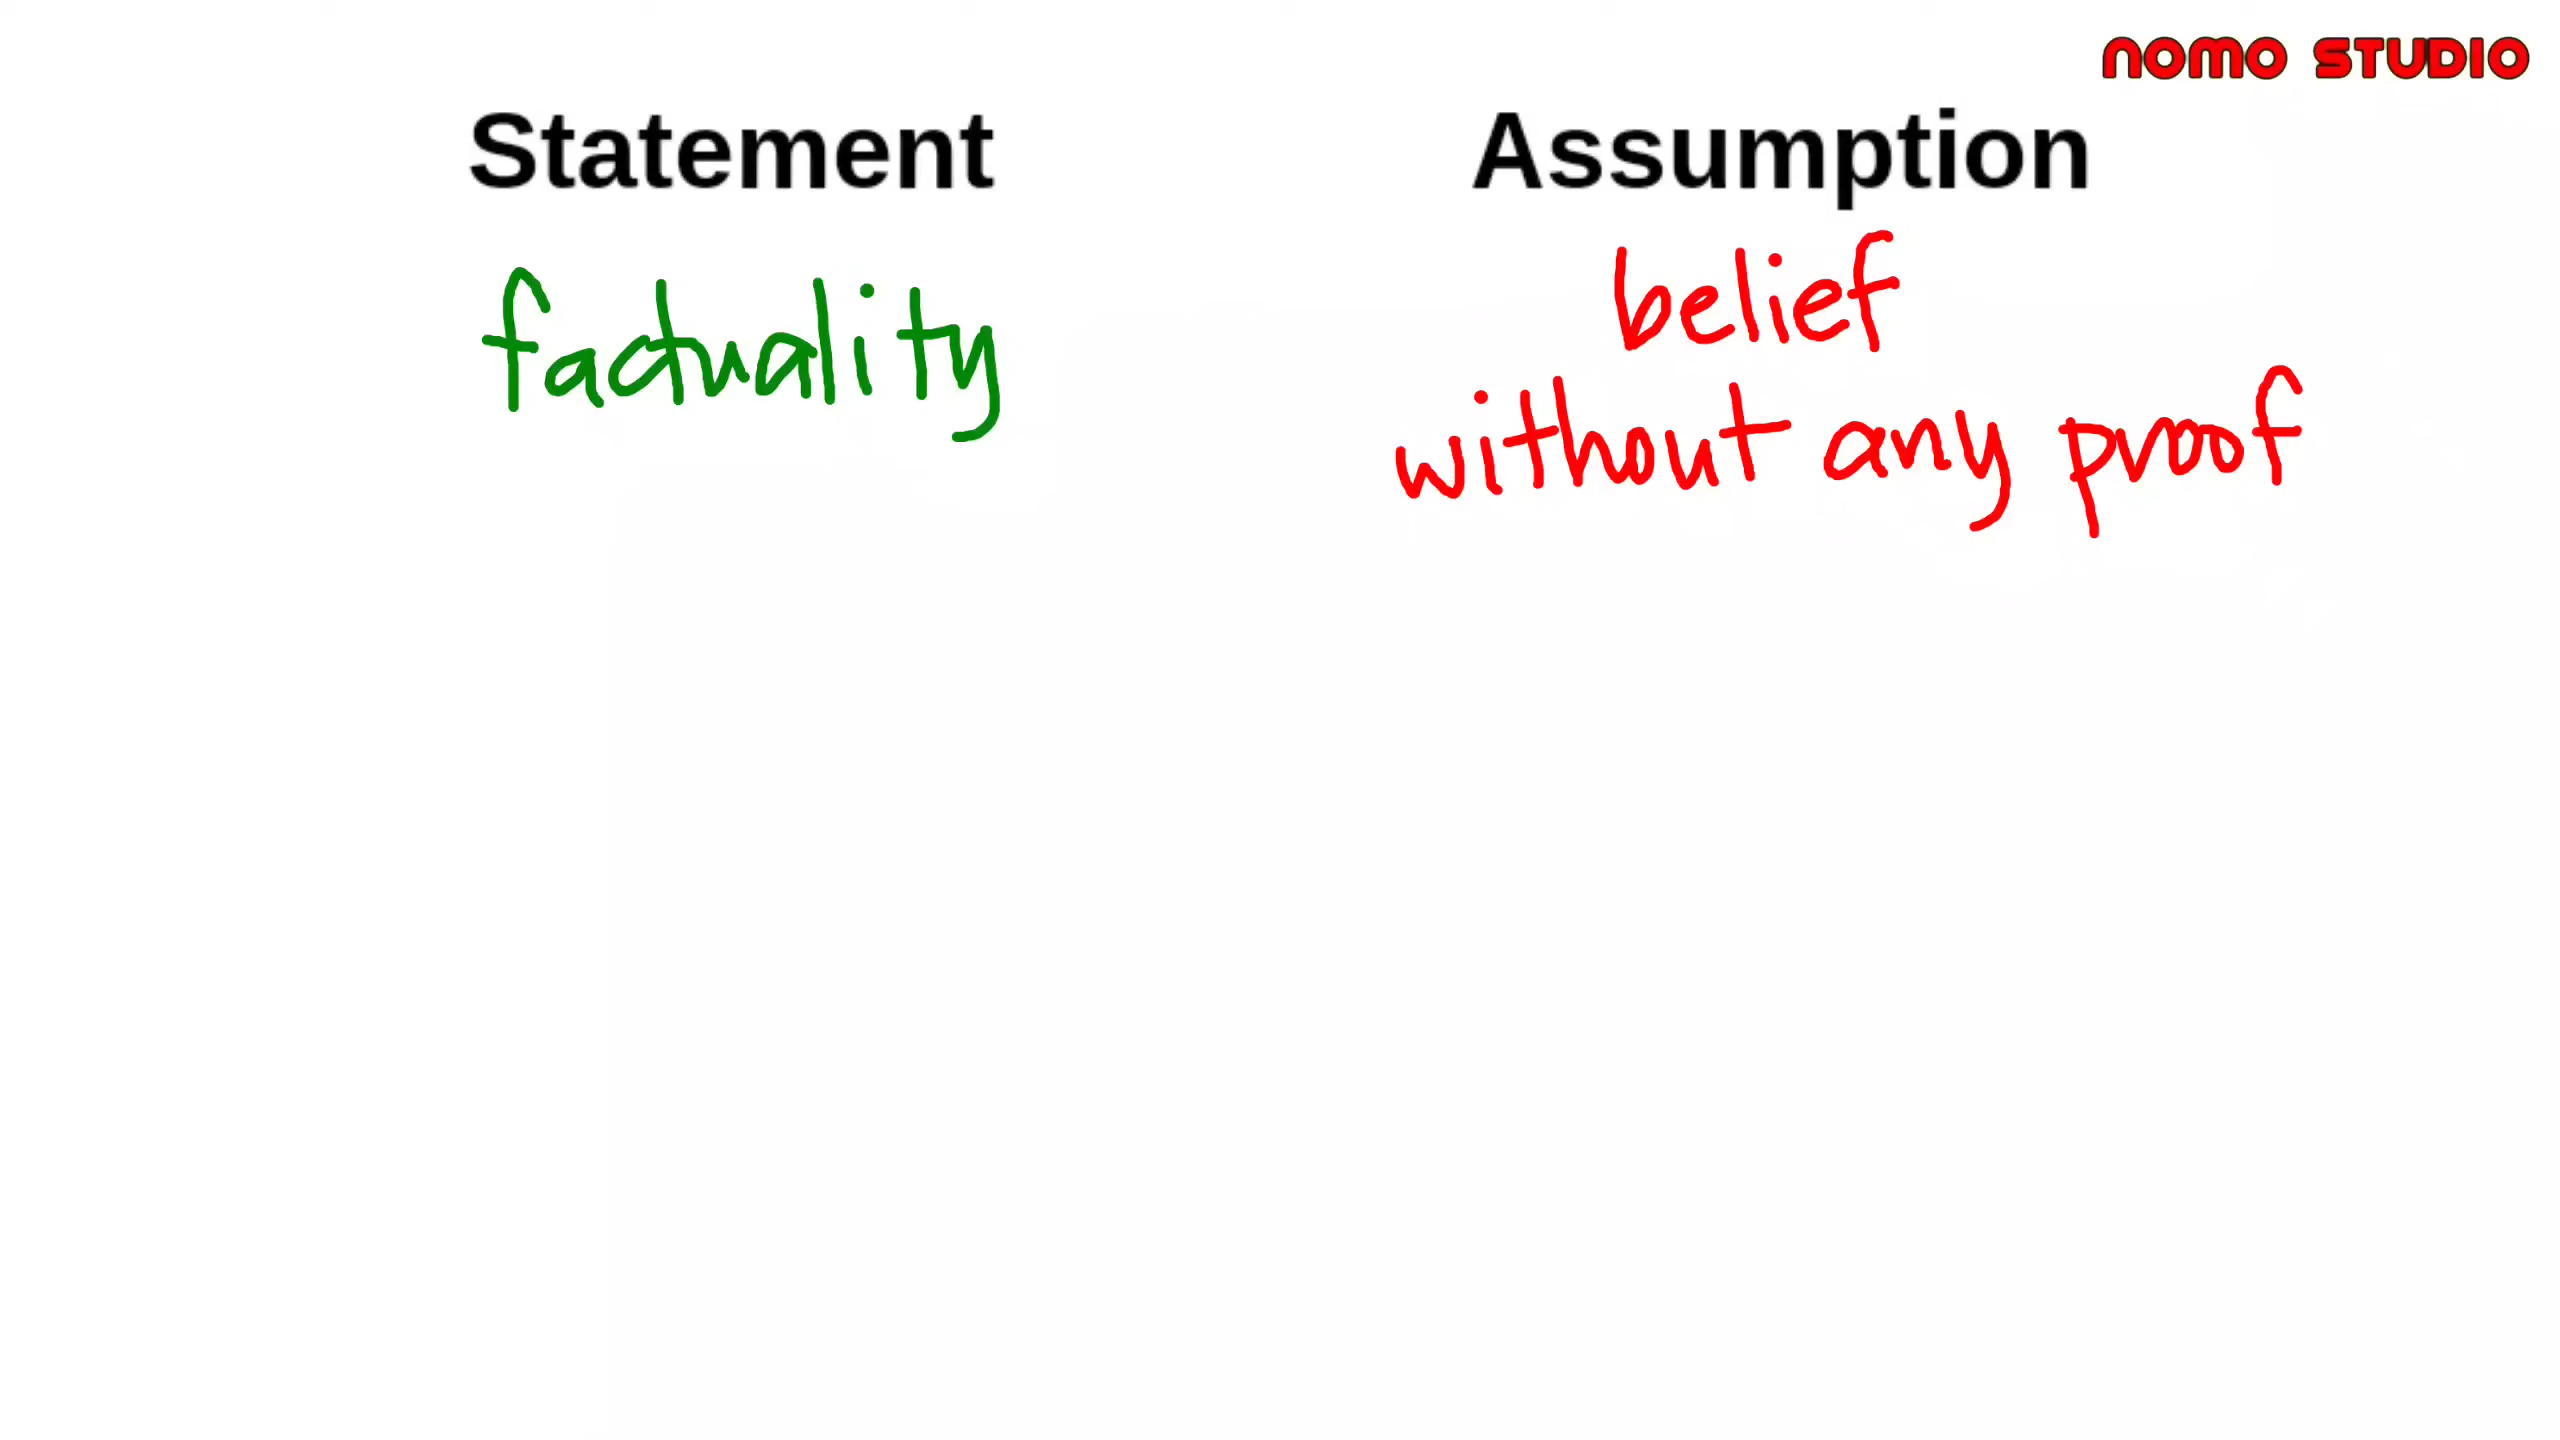 NOMO STUDIO
Statement
Assumption
factuality
belief
without any proof